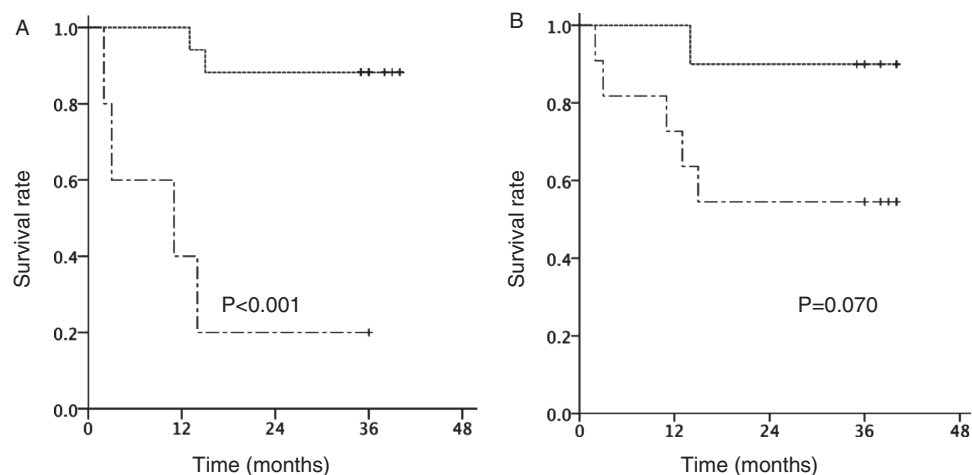 A
1.0
0.8
0.6
0.4
0.2
0.0
Survival rate
P<0.001
0 12 24 36 48
Time (months)
B
1.0
0.8
0.6
0.4
0.2
0.0
Survival rate
P=0.070
0 12 24 36 48
Time (months)